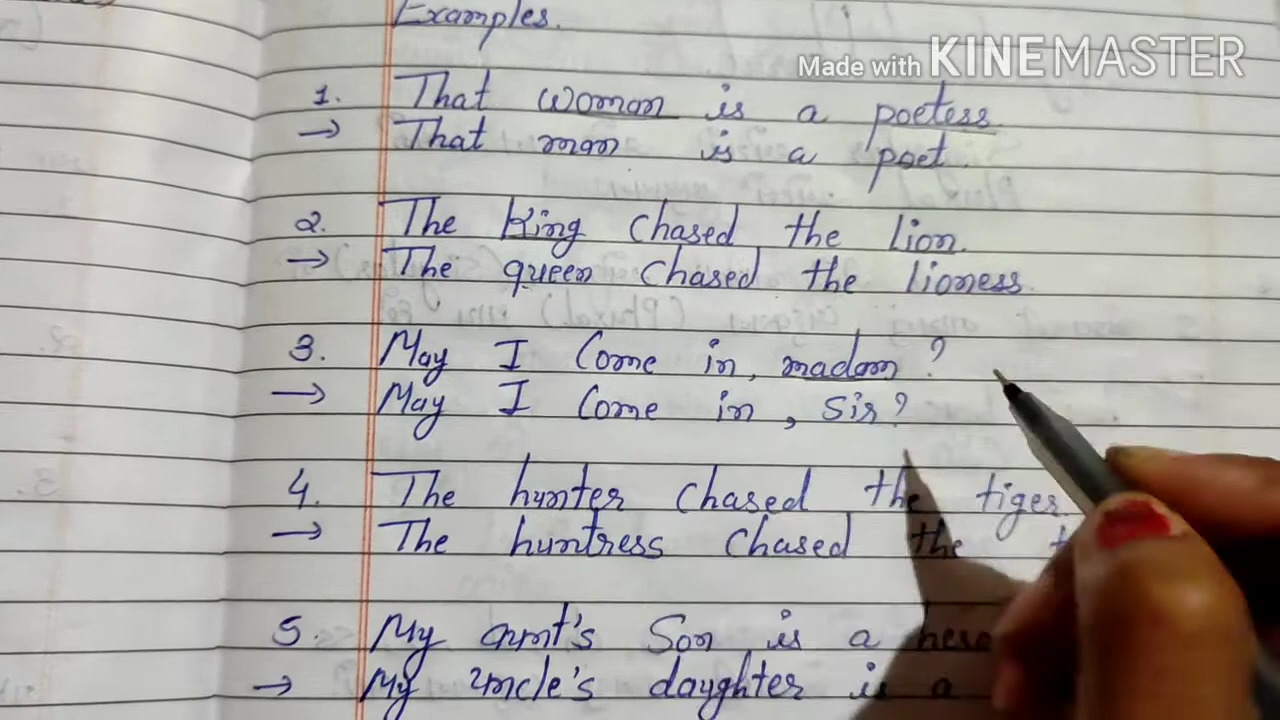 Examples.
Made with KINEMASTER
1. That woman is a poetess
→ That man is a poet.
2. The King chased the lion.
→ The queen chased the lioness.
3. May I Come in, madam?
→ May I Come in, Sir?
4. The hunter chased the tiger.
→ The huntress chased the
5. My aunt's Son is a hero
→ My uncle's daughter is a